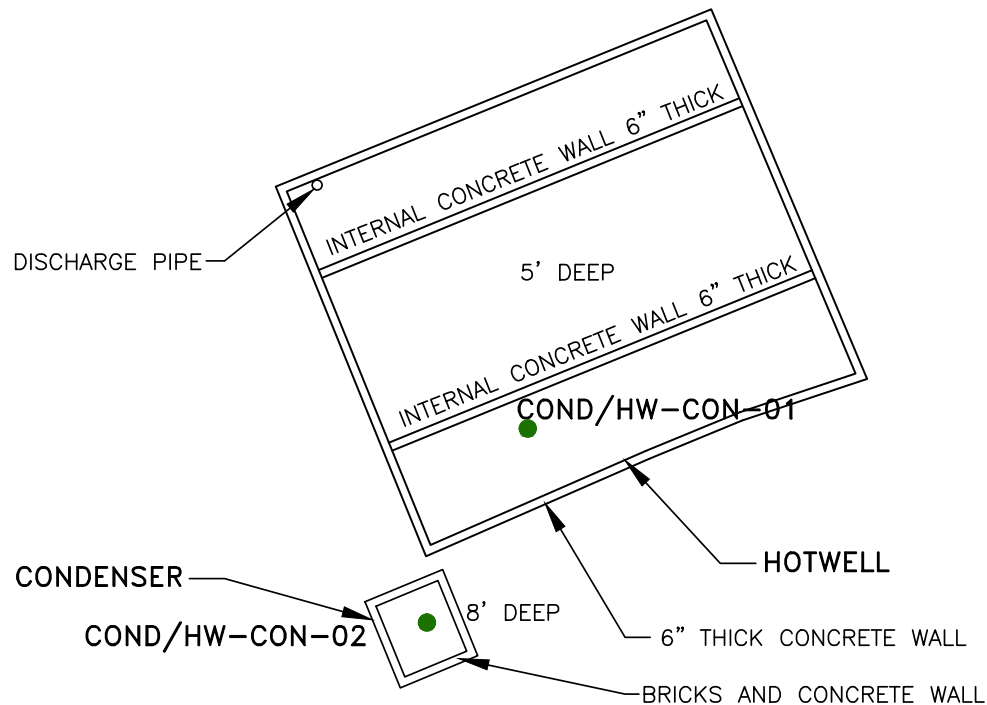 INTERNAL CONCRETE WALL 6” THICK
DISCHARGE PIPE
5’ DEEP
INTERNAL CONCRETE WALL 6” THICK
COND/HW-CON-01
HOTWELL
CONDENSER
8’ DEEP
COND/HW-CON-02
6” THICK CONCRETE WALL
BRICKS AND CONCRETE WALL